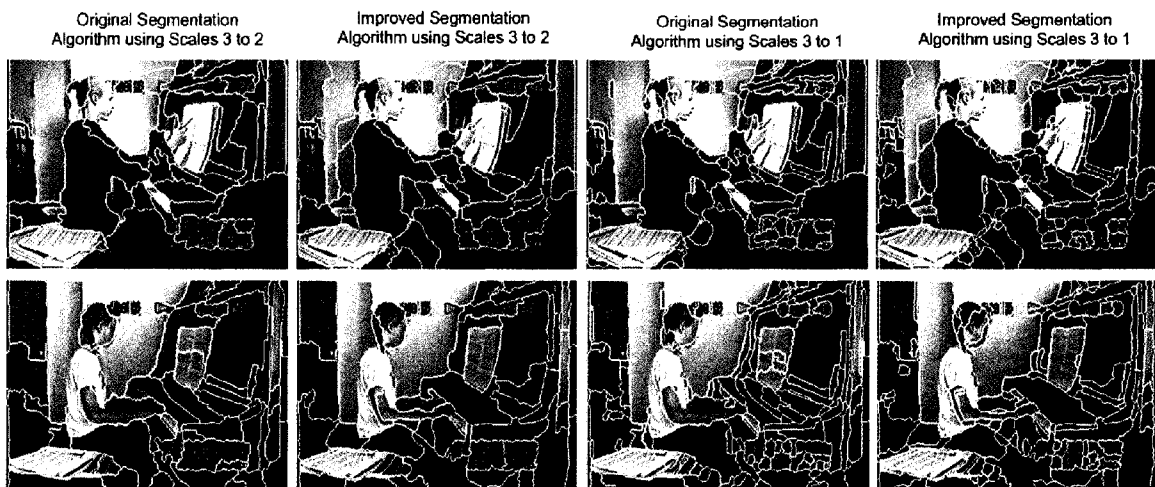 Original Segmentation
Algorithm using Scales 3 to 2
Improved Segmentation
Algorithm using Scales 3 to 2
Original Segmentation
Algorithm using Scales 3 to 1
Improved Segmentation
Algorithm using Scales 3 to 1